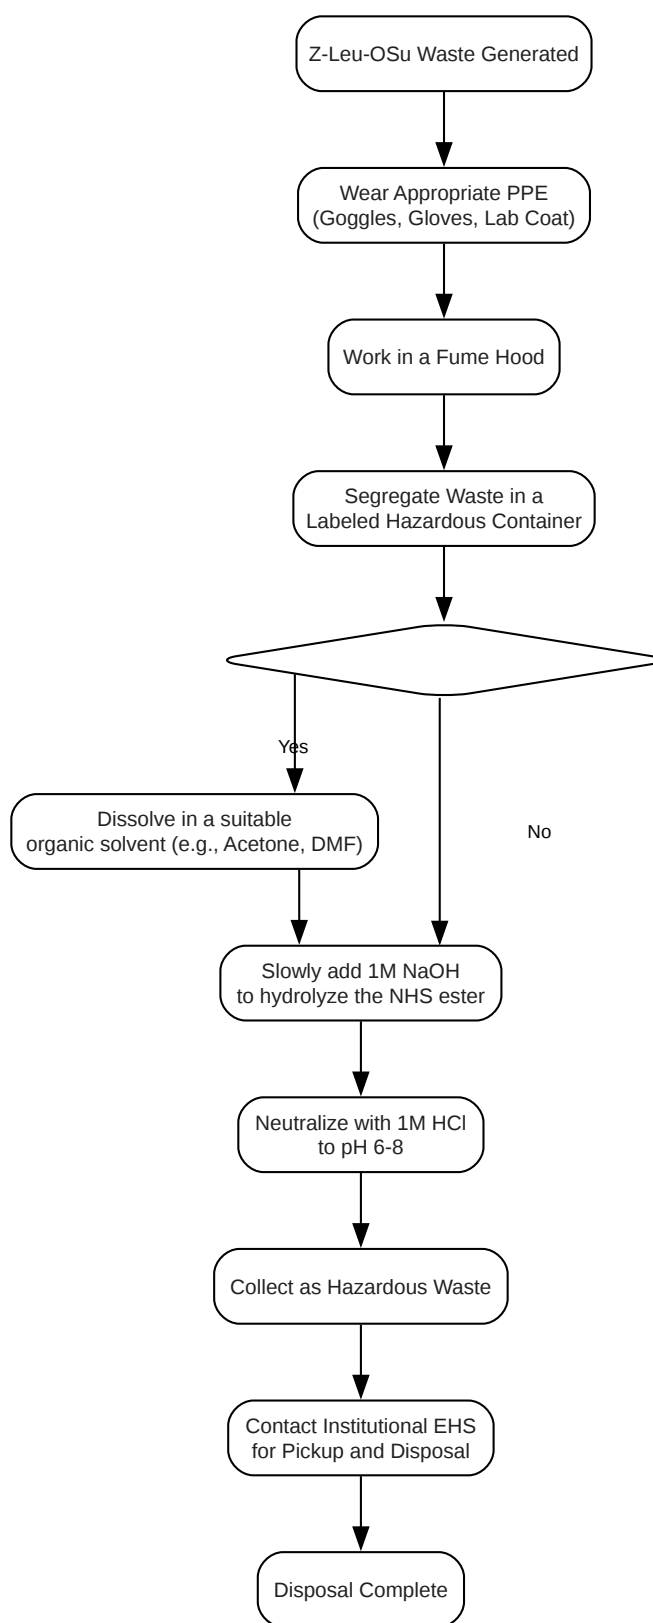 Z-Leu-OSu Waste Generated
Wear Appropriate PPE
(Goggles, Gloves, Lab Coat)
Work in a Fume Hood
Segregate Waste in a
Labeled Hazardous Container
Yes
Dissolve in a suitable
organic solvent (e.g., Acetone, DMF)
No
Slowly add 1M NaOH
to hydrolyze the NHS ester
Neutralize with 1M HCl
to pH 6-8
Collect as Hazardous Waste
Contact Institutional EHS
for Pickup and Disposal
Disposal Complete